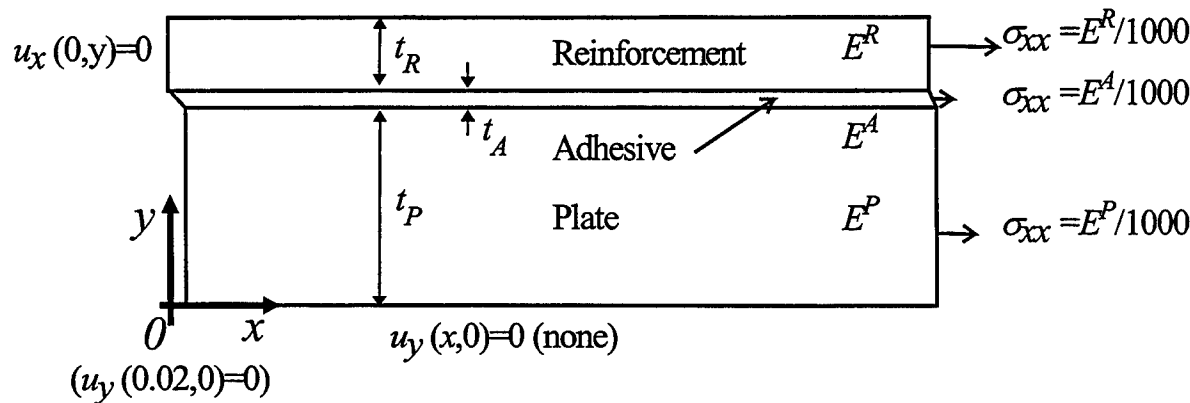 u_x (0,y)=0
t_R
Reinforcement
E^R
σ_xx =E^R/1000
t_A
Adhesive
E^A
σ_xx =E^A/1000
t_P
Plate
E^P
σ_xx =E^P/1000
y
0
x
u_y (x,0)=0 (none)
(u_y (0.02,0)=0)